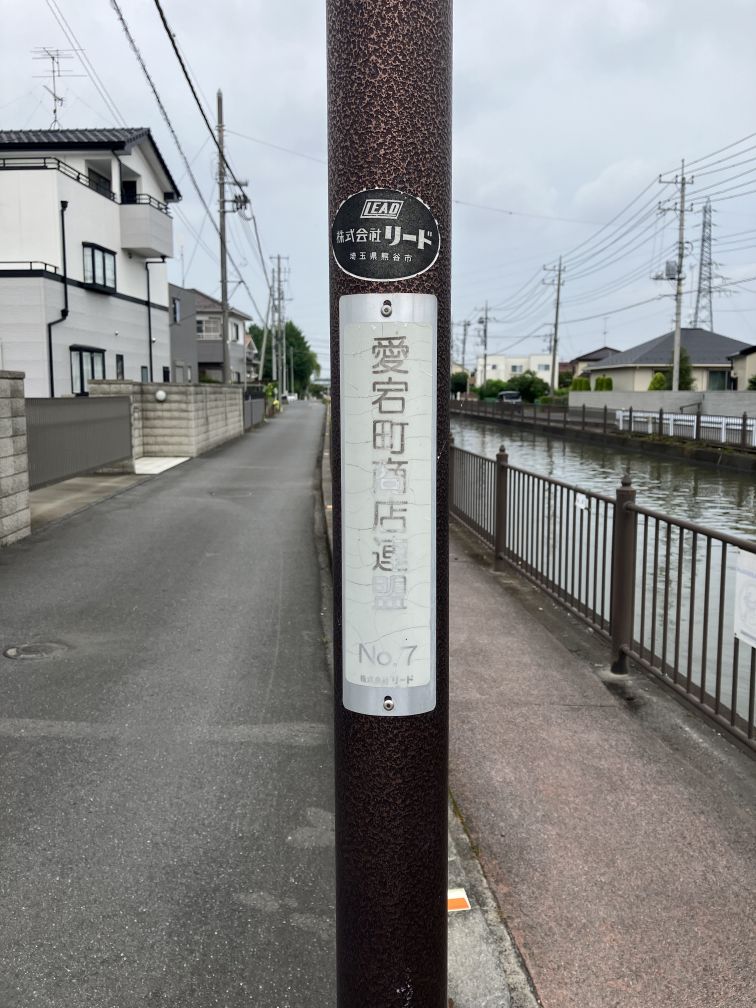 LEAD
株式会社リード
埼玉県熊谷市
愛宕町商店連盟
No.7
株式会社リード